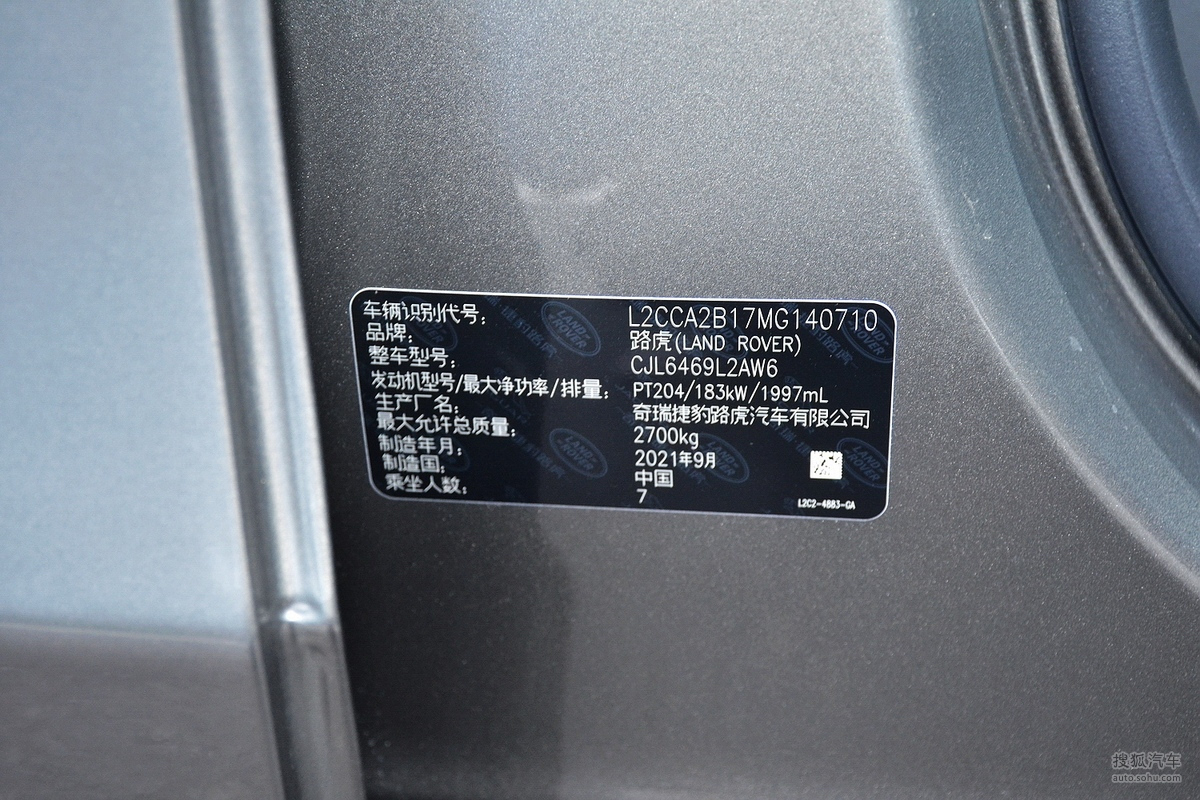 车辆识别代号: L2CCA2B17MG140710
品牌: 路虎(LAND ROVER)
整车型号: CJL6469L2AW6
发动机型号/最大净功率/排量: PT204/183kW/1997mL
生产厂名: 奇瑞捷豹路虎汽车有限公司
最大允许总质量: 2700kg
制造年月: 2021年9月
制造国: 中国
乘坐人数: 7
L2C2-4883-GA
LAND ROVER
搜狐汽车
auto.sohu.com